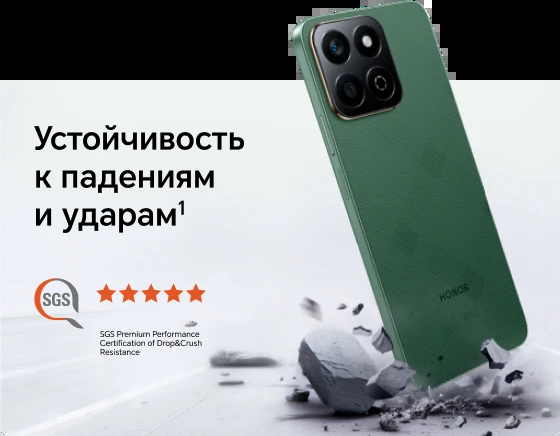 Устойчивость
к падениям
и ударам¹
SGS
SGS Premium Performance
Certification of Drop&Crush
Resistance
HONOR